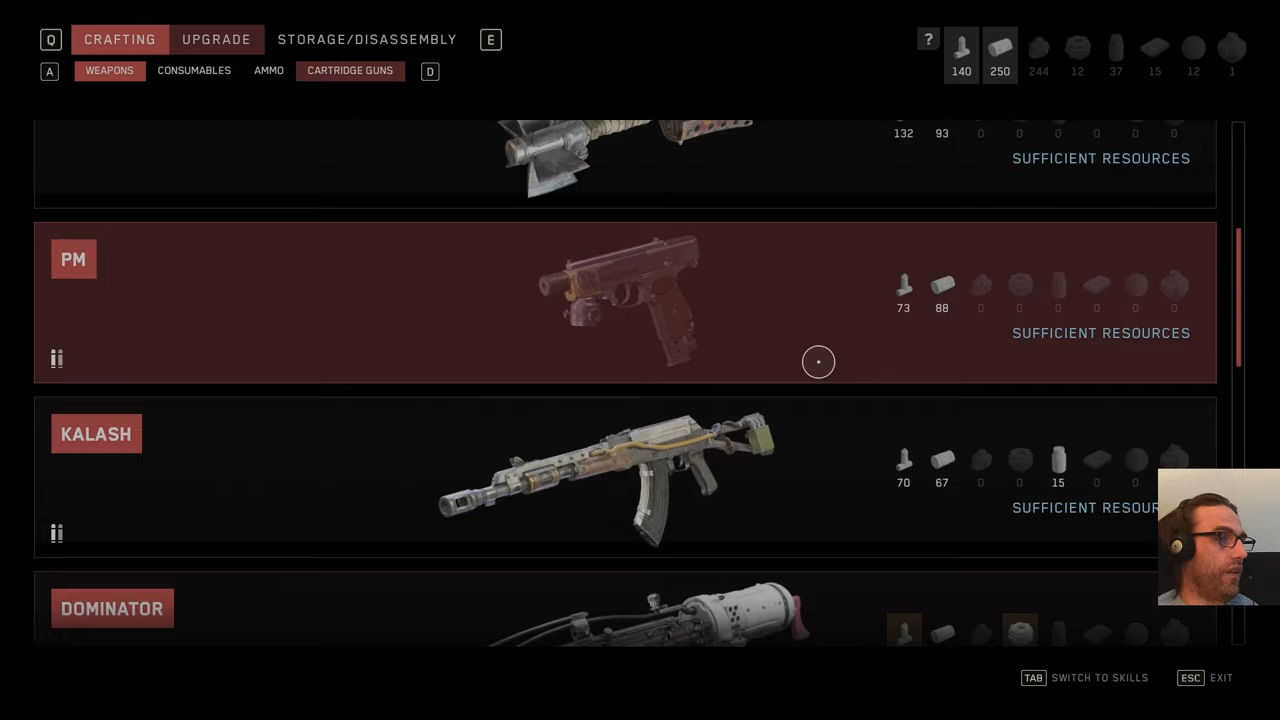 Q CRAFTING UPGRADE STORAGE/DISASSEMBLY E
A WEAPONS CONSUMABLES AMMO CARTRIDGE GUNS D
?
140 250 244 12 37 15 12 1
132 93 0 0 0 0 0 0
SUFFICIENT RESOURCES
PM
73 88 0 0 0 0 0 0
SUFFICIENT RESOURCES
KALASH
70 67 0 0 15 0 0
SUFFICIENT RESOUR
DOMINATOR
TAB SWITCH TO SKILLS ESC EXIT